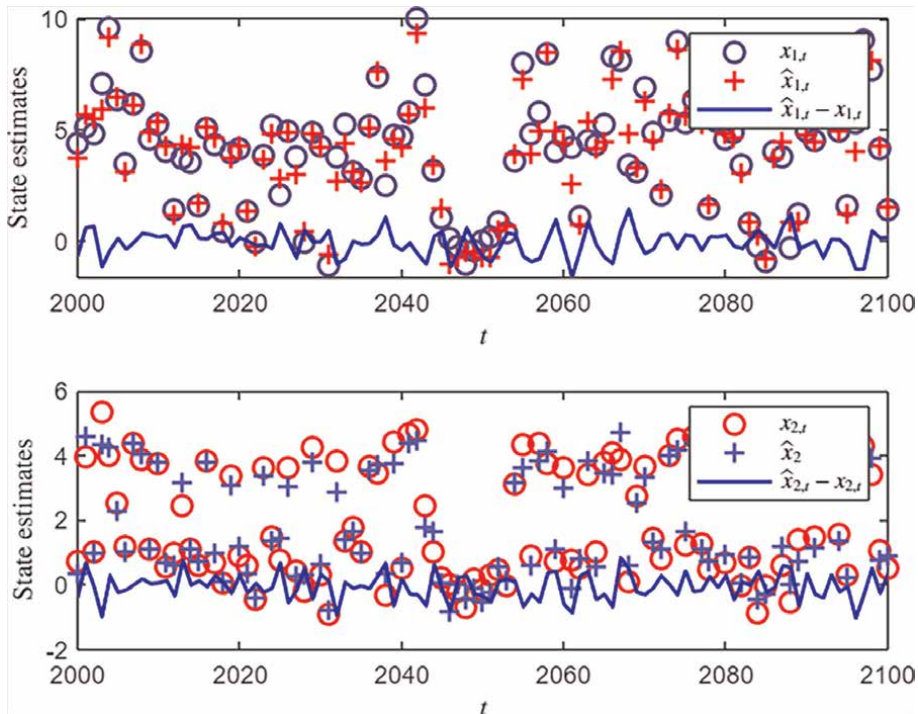 10
5
0
State estimates
x1,t
x̂1,t
x̂1,t − x1,t
2000 2020 2040 2060 2080 2100
t
6
4
2
0
-2
State estimates
x2,t
x̂2
x̂2,t − x2,t
2000 2020 2040 2060 2080 2100
t